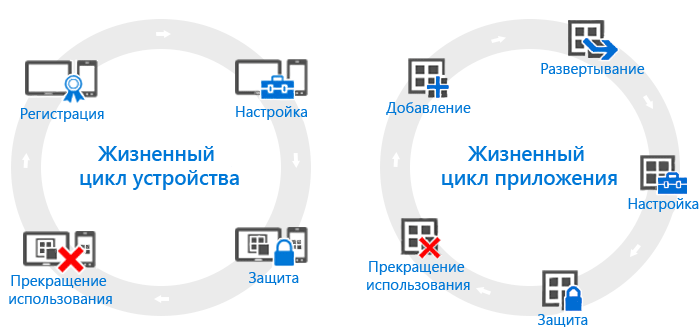 Регистрация
Настройка
Жизненный
цикл устройства
Прекращение
использования
Защита
Развертывание
Добавление
Жизненный
цикл приложения
Настройка
Прекращение
использования
Защита